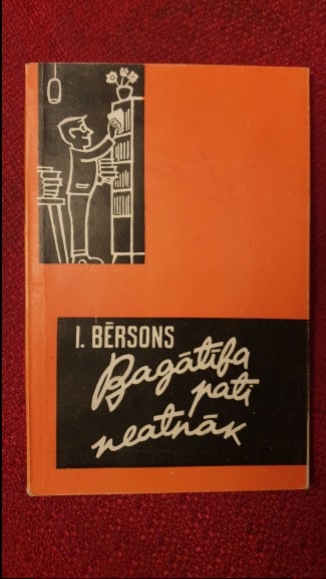 I. BĒRSONS
Bagātība
pati
neatnāk